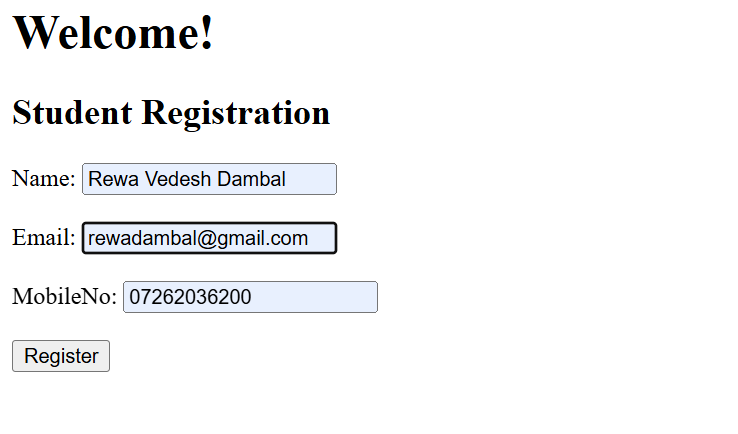 Welcome!
Student Registration
Name: Rewa Vedesh Dambal
Email: rewadambal@gmail.com
MobileNo: 07262036200
Register